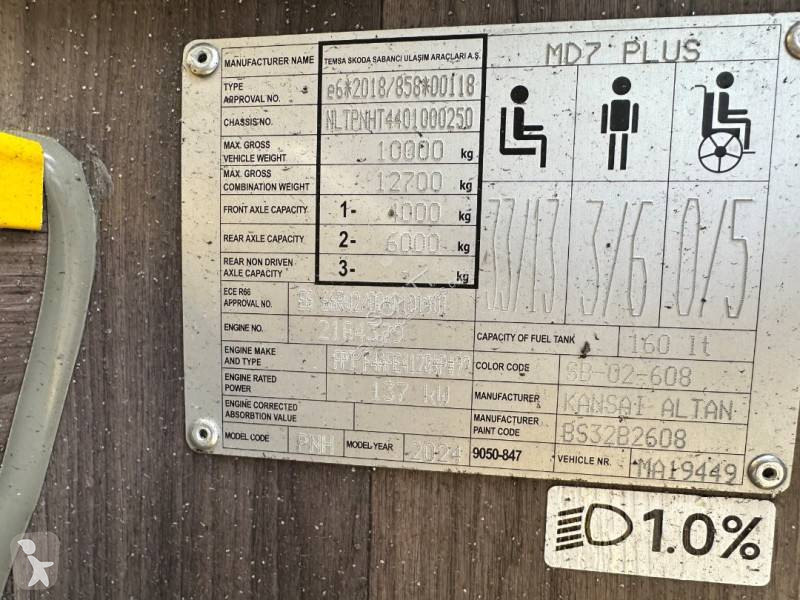 MD7 PLUS
MANUFACTURER NAME TEMSA SKODA SABANCI ULAŞIM ARAÇLARI A.Ş.
TYPE APPROVAL NO. e6*2018/858*00118
CHASSIS NO. NLTPNHT4401000250
MAX. GROSS VEHICLE WEIGHT 10000 kg
MAX. GROSS COMBINATION WEIGHT 12700 kg
FRONT AXLE CAPACITY 1- 4000 kg
REAR AXLE CAPACITY 2- 6000 kg
REAR NON DRIVEN AXLE CAPACITY 3- - kg
33/13 3/6 0/5
ECE R66 APPROVAL NO.
ENGINE NO.
CAPACITY OF FUEL TANK 160 lt
ENGINE MAKE AND TYPE
COLOR CODE SB-02-608
ENGINE RATED POWER 137 kW
MANUFACTURER KANSAI ALTAN
ENGINE CORRECTED ABSORBTION VALUE
MANUFACTURER PAINT CODE BS32B2608
MODEL CODE PNH MODEL YEAR 2024 9050-847 VEHICLE NR. MA19449
1.0%